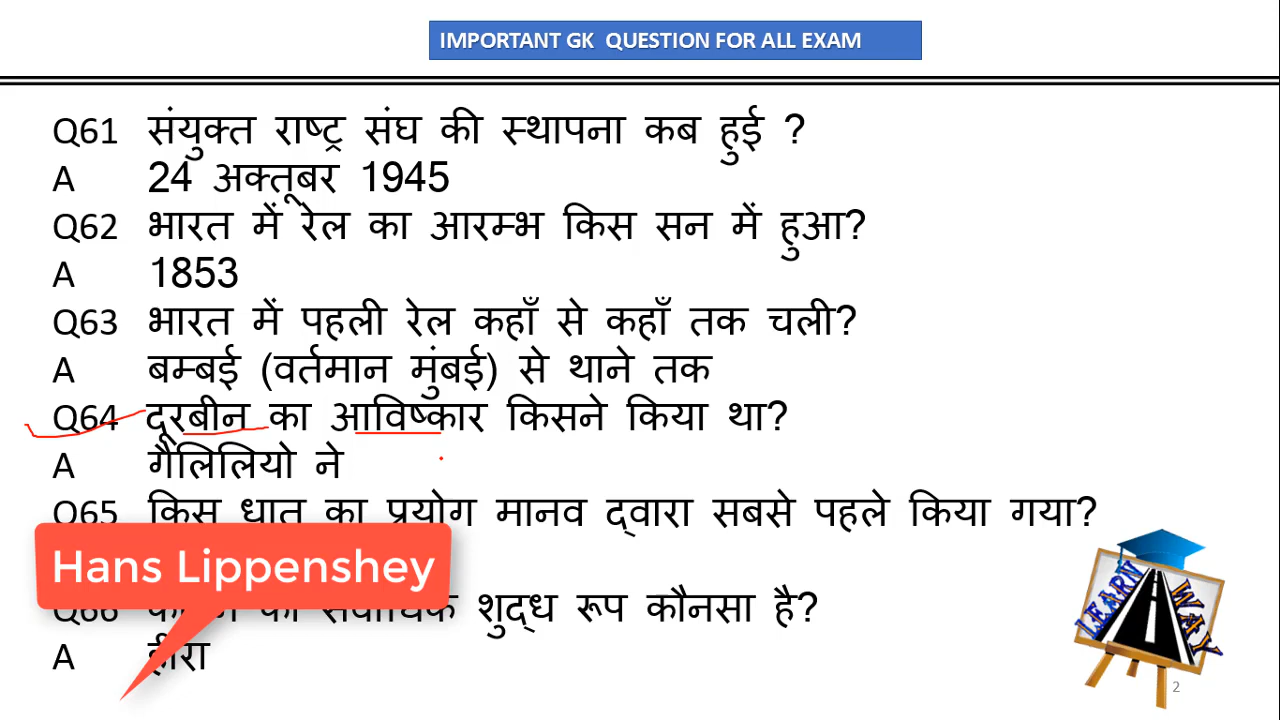 IMPORTANT GK QUESTION FOR ALL EXAM
Q61 संयुक्त राष्ट्र संघ की स्थापना कब हुई ?
A 24 अक्तूबर 1945
Q62 भारत में रेल का आरम्भ किस सन में हुआ?
A 1853
Q63 भारत में पहली रेल कहाँ से कहाँ तक चली?
A बम्बई (वर्तमान मुंबई) से थाने तक
Q64 दूरबीन का आविष्कार किसने किया था?
A गैलिलियो ने
Q65 किस धातु का प्रयोग मानव द्वारा सबसे पहले किया गया?
Hans Lippenshey
Q66 शुद्ध रूप कौनसा है?
A हीरा
LEARN WAY
2